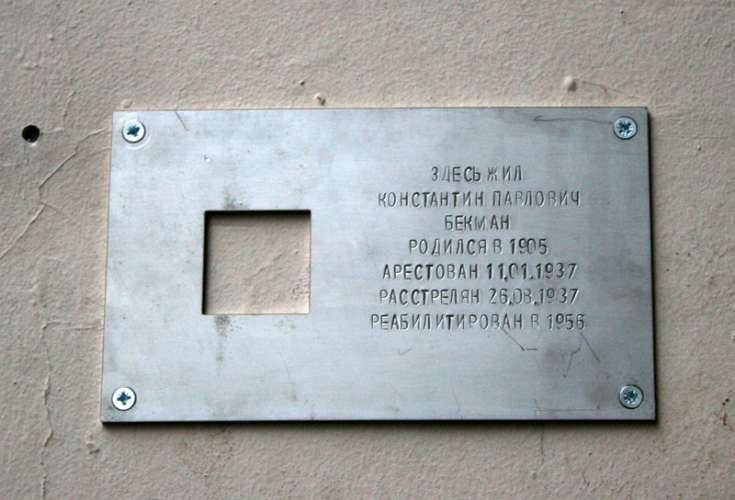 ЗДЕСЬ ЖИЛ
КОНСТАНТИН ПАВЛОВИЧ
БЕКМАН
РОДИЛСЯ В 1905
АРЕСТОВАН 11.01.1937
РАССТРЕЛЯН 26.08.1937
РЕАБИЛИТИРОВАН В 1956